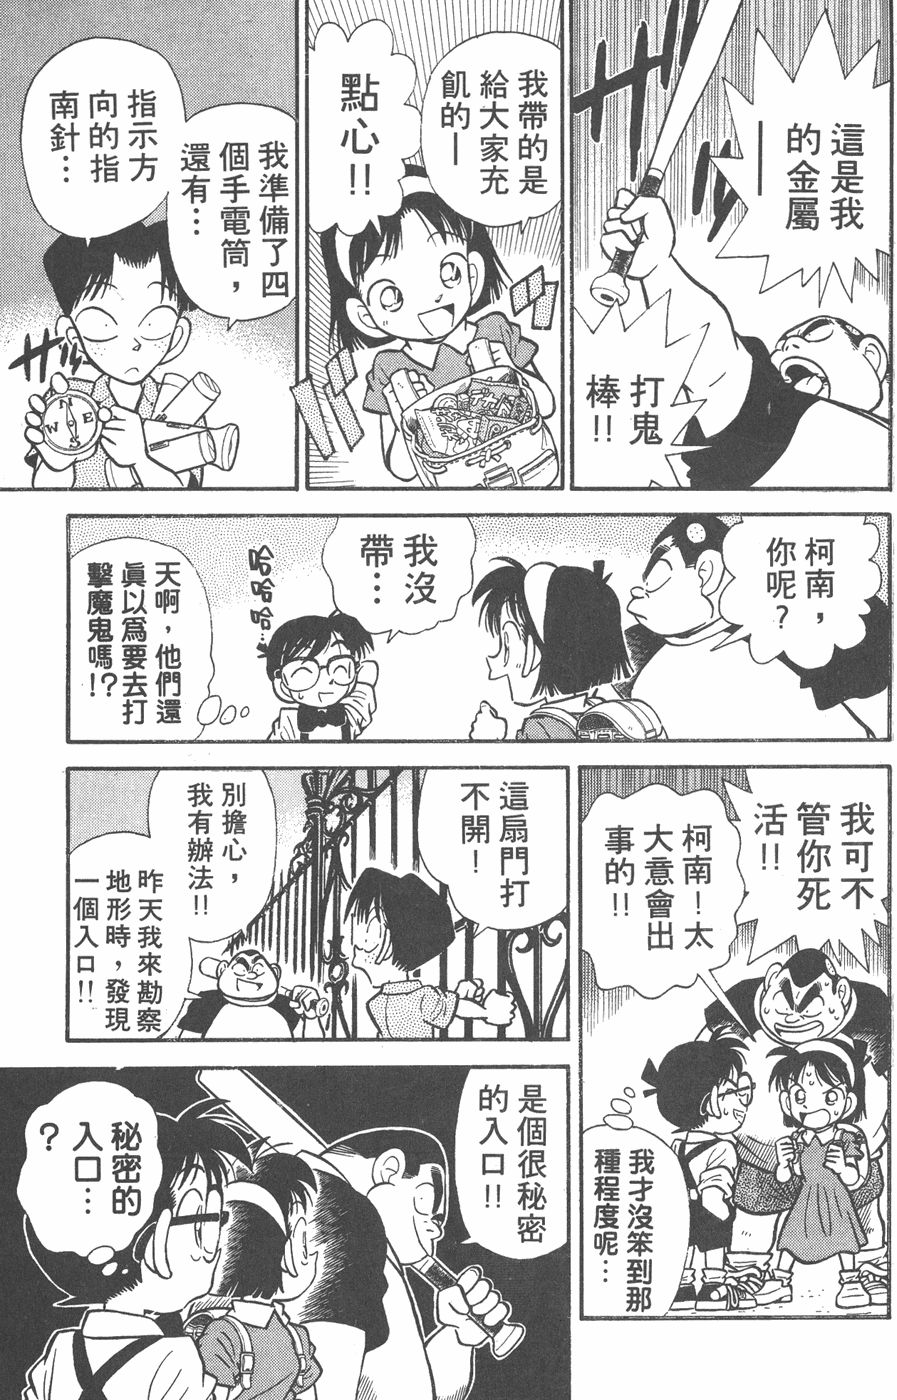 這是我
的金屬
—
打鬼
棒!!
我帶的是
給大家充
飢的—
點心!!
我準備了四
個手電筒，
還有…
指示方
向的指
南針…
N
W
E
S
柯南，
你呢？
我沒
帶…
天啊，他們還
眞以爲要去打
擊魔鬼嗎!?
我可不
管你死
活!!
柯南！太
大意會出
事的!!
我才沒笨到那
種程度呢…
這扇門打
不開！
別擔心，
我有辦法!!
昨天我來勘察
地形時，發現
一個入口!!
是個很秘密
的入口!!
秘密的
入口…
？